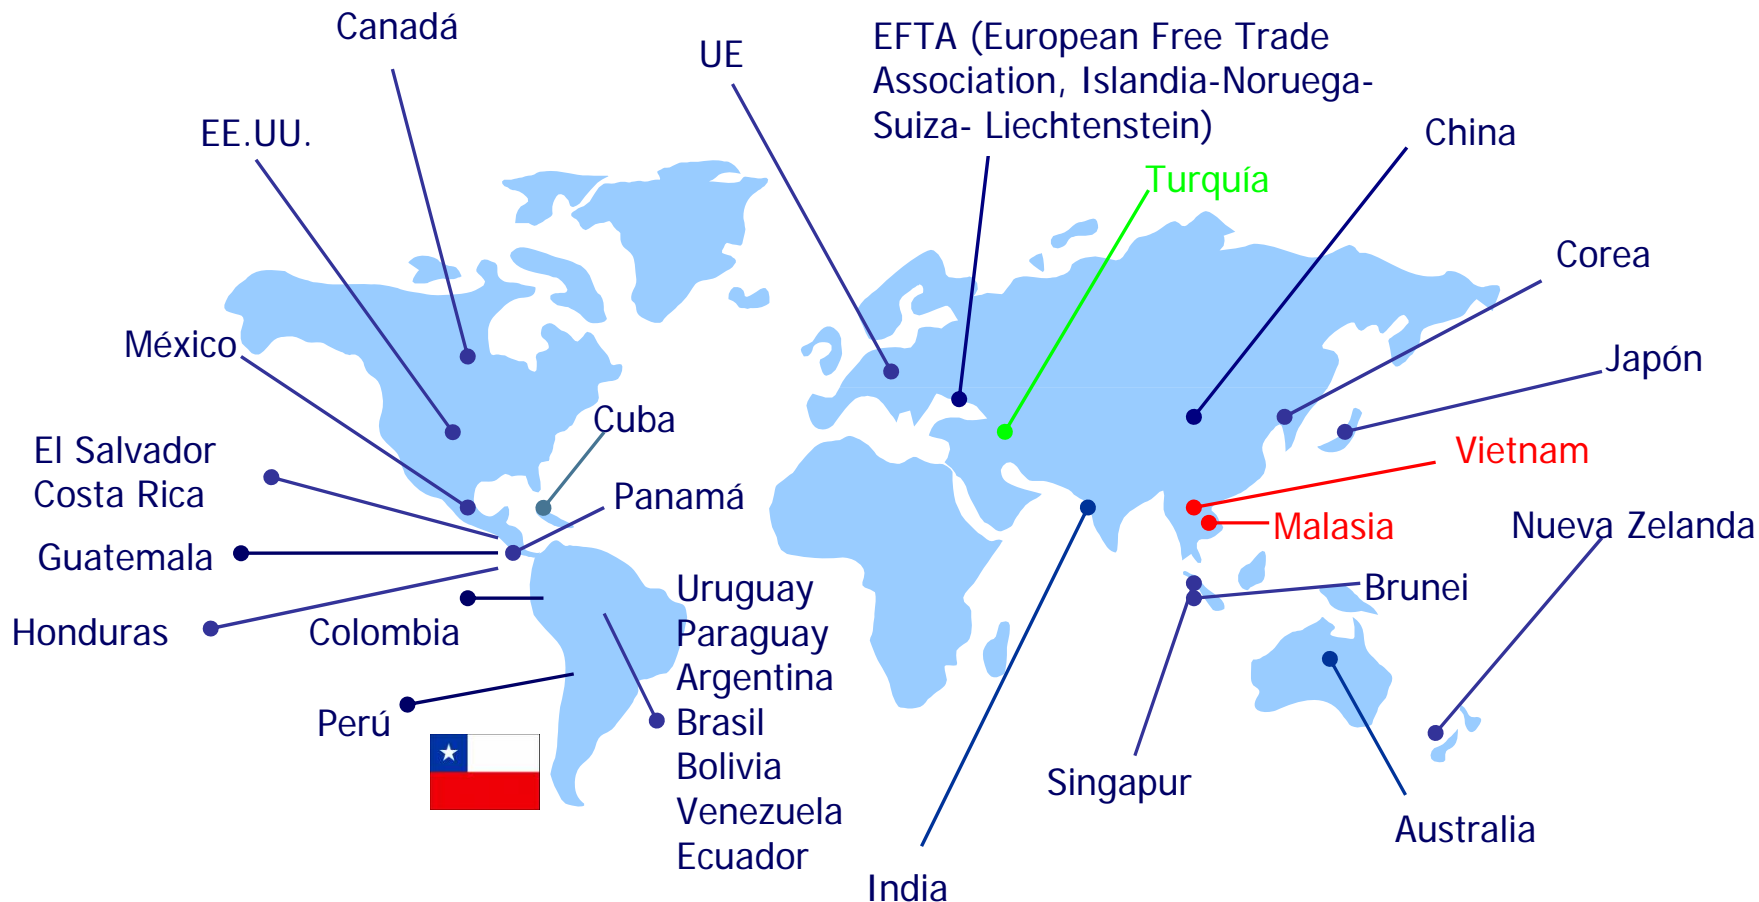 Canadá
UE
EFTA (European Free Trade
Association, Islandia-Noruega-
Suiza- Liechtenstein)
EE.UU.
China
Turquía
Corea
México
Japón
Cuba
El Salvador
Costa Rica
Vietnam
Panamá
Malasia
Nueva Zelanda
Guatemala
Brunei
Honduras
Colombia
Uruguay
Paraguay
Argentina
Brasil
Bolivia
Venezuela
Ecuador
Perú
Singapur
Australia
India